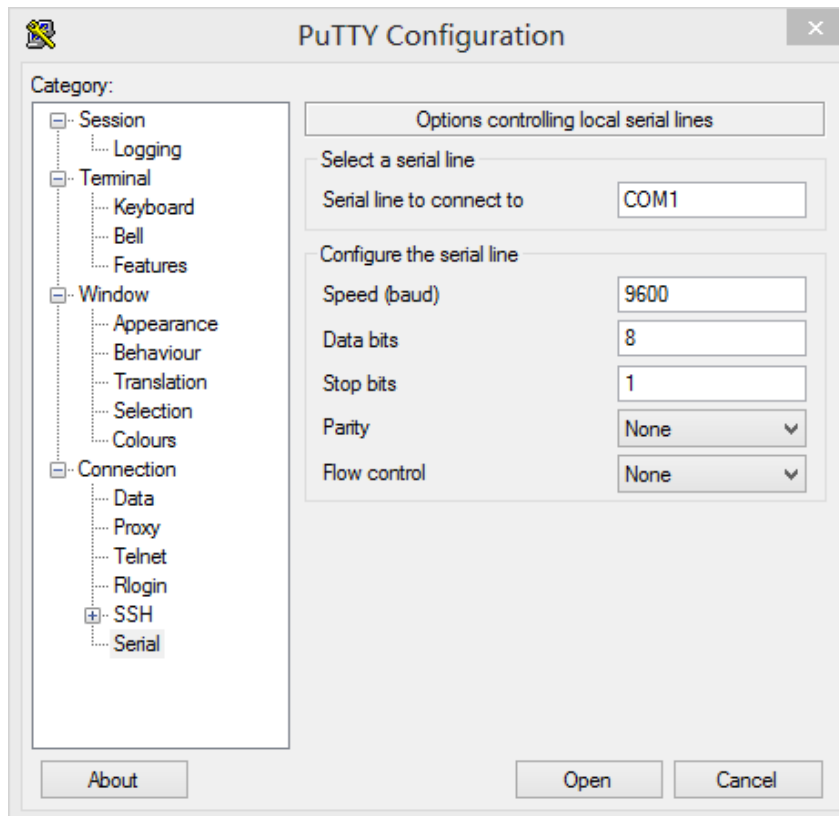 PuTTY Configuration
Category:
Session
Logging
Terminal
Keyboard
Bell
Features
Window
Appearance
Behaviour
Translation
Selection
Colours
Connection
Data
Proxy
Telnet
Rlogin
SSH
Serial
Options controlling local serial lines
Select a serial line
Serial line to connect to COM1
Configure the serial line
Speed (baud) 9600
Data bits 8
Stop bits 1
Parity None
Flow control None
About Open Cancel